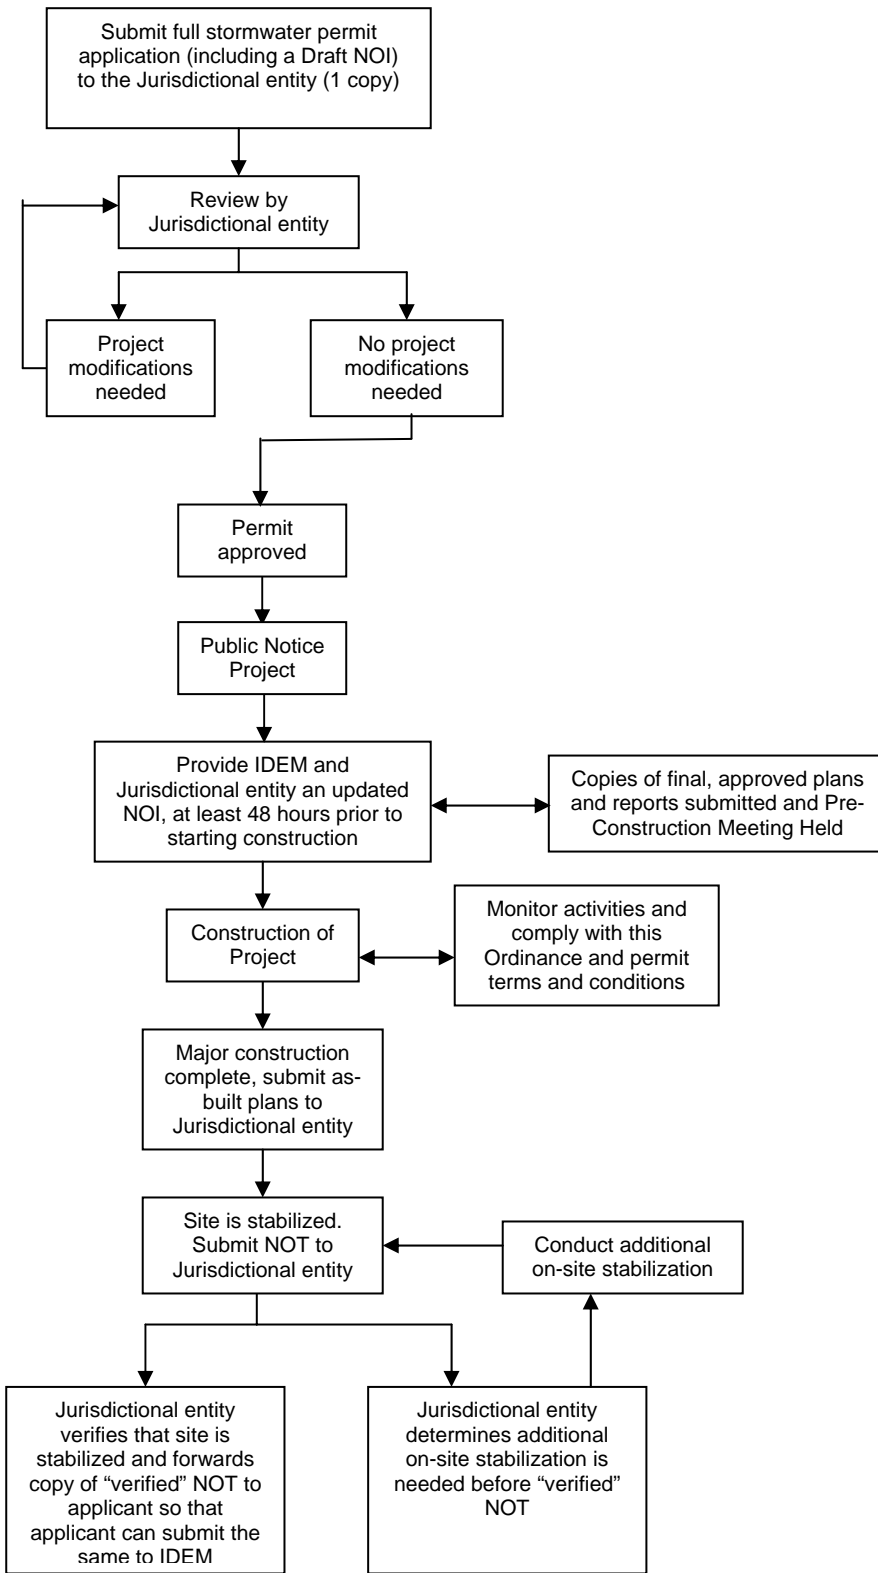 Submit full stormwater permit
application (including a Draft NOI)
to the Jurisdictional entity (1 copy)
Review by
Jurisdictional entity
Project
modifications
needed
No project
modifications
needed
Permit
approved
Public Notice
Project
Provide IDEM and
Jurisdictional entity an updated
NOI, at least 48 hours prior to
starting construction
Copies of final, approved plans
and reports submitted and Pre-
Construction Meeting Held
Construction of
Project
Monitor activities and
comply with this
Ordinance and permit
terms and conditions
Major construction
complete, submit as-
built plans to
Jurisdictional entity
Site is stabilized.
Submit NOT to
Jurisdictional entity
Conduct additional
on-site stabilization
Jurisdictional entity
verifies that site is
stabilized and forwards
copy of “verified” NOT to
applicant so that
applicant can submit the
same to IDEM
Jurisdictional entity
determines additional
on-site stabilization is
needed before “verified”
NOT